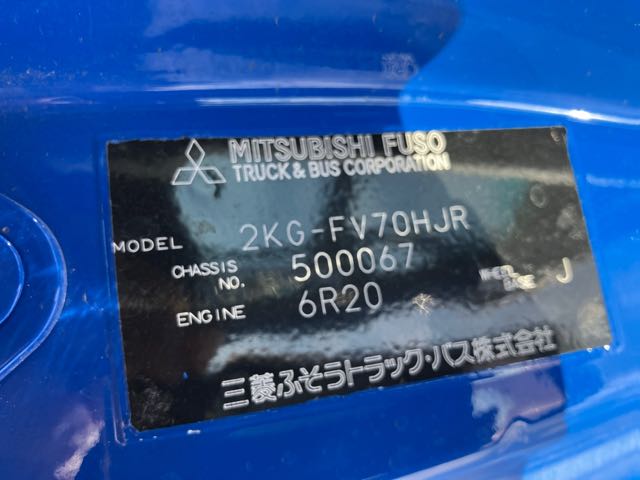 MITSUBISHI FUSO
TRUCK & BUS CORPORATION
MODEL 2KG-FV70HJR
CHASSIS NO. 500067
ENGINE 6R20
WHEEL BASE J
三菱ふそうトラック・バス株式会社